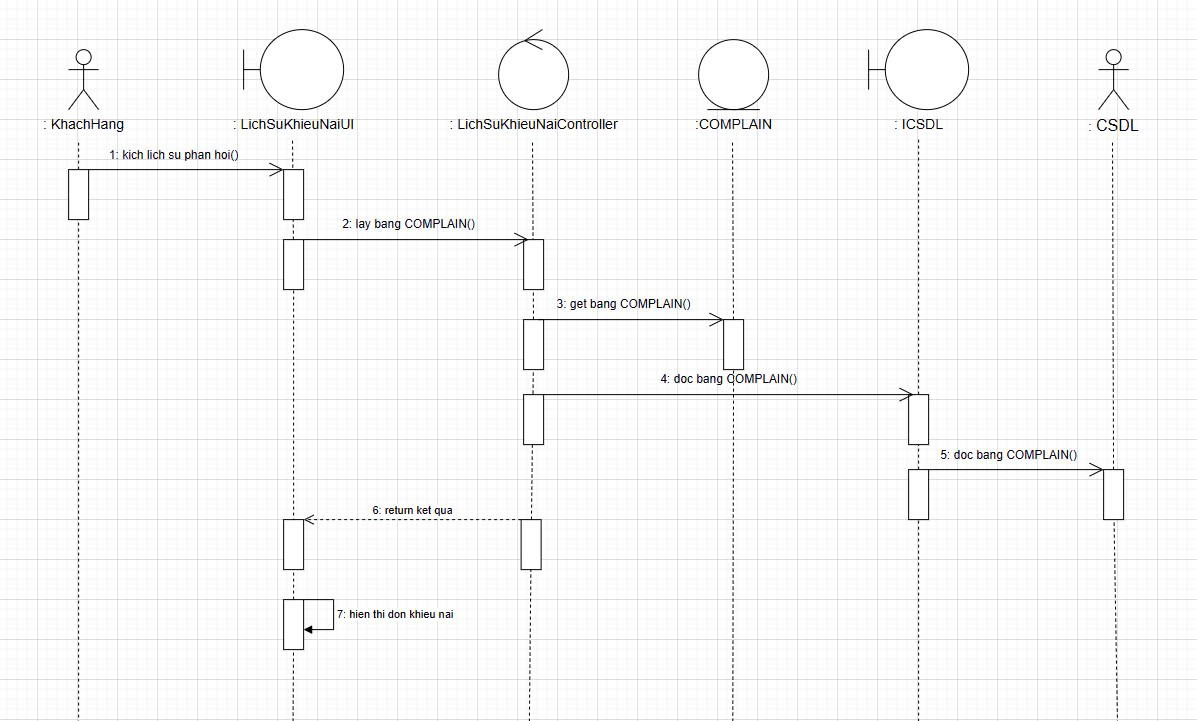 : KhachHang
: LichSuKhieuNaiUI
: LichSuKhieuNaiController
:COMPLAIN
: ICSDL
: CSDL
1: kich lich su phan hoi()
2: lay bang COMPLAIN()
3: get bang COMPLAIN()
4: doc bang COMPLAIN()
5: doc bang COMPLAIN()
6: return ket qua
7: hien thi don khieu nai